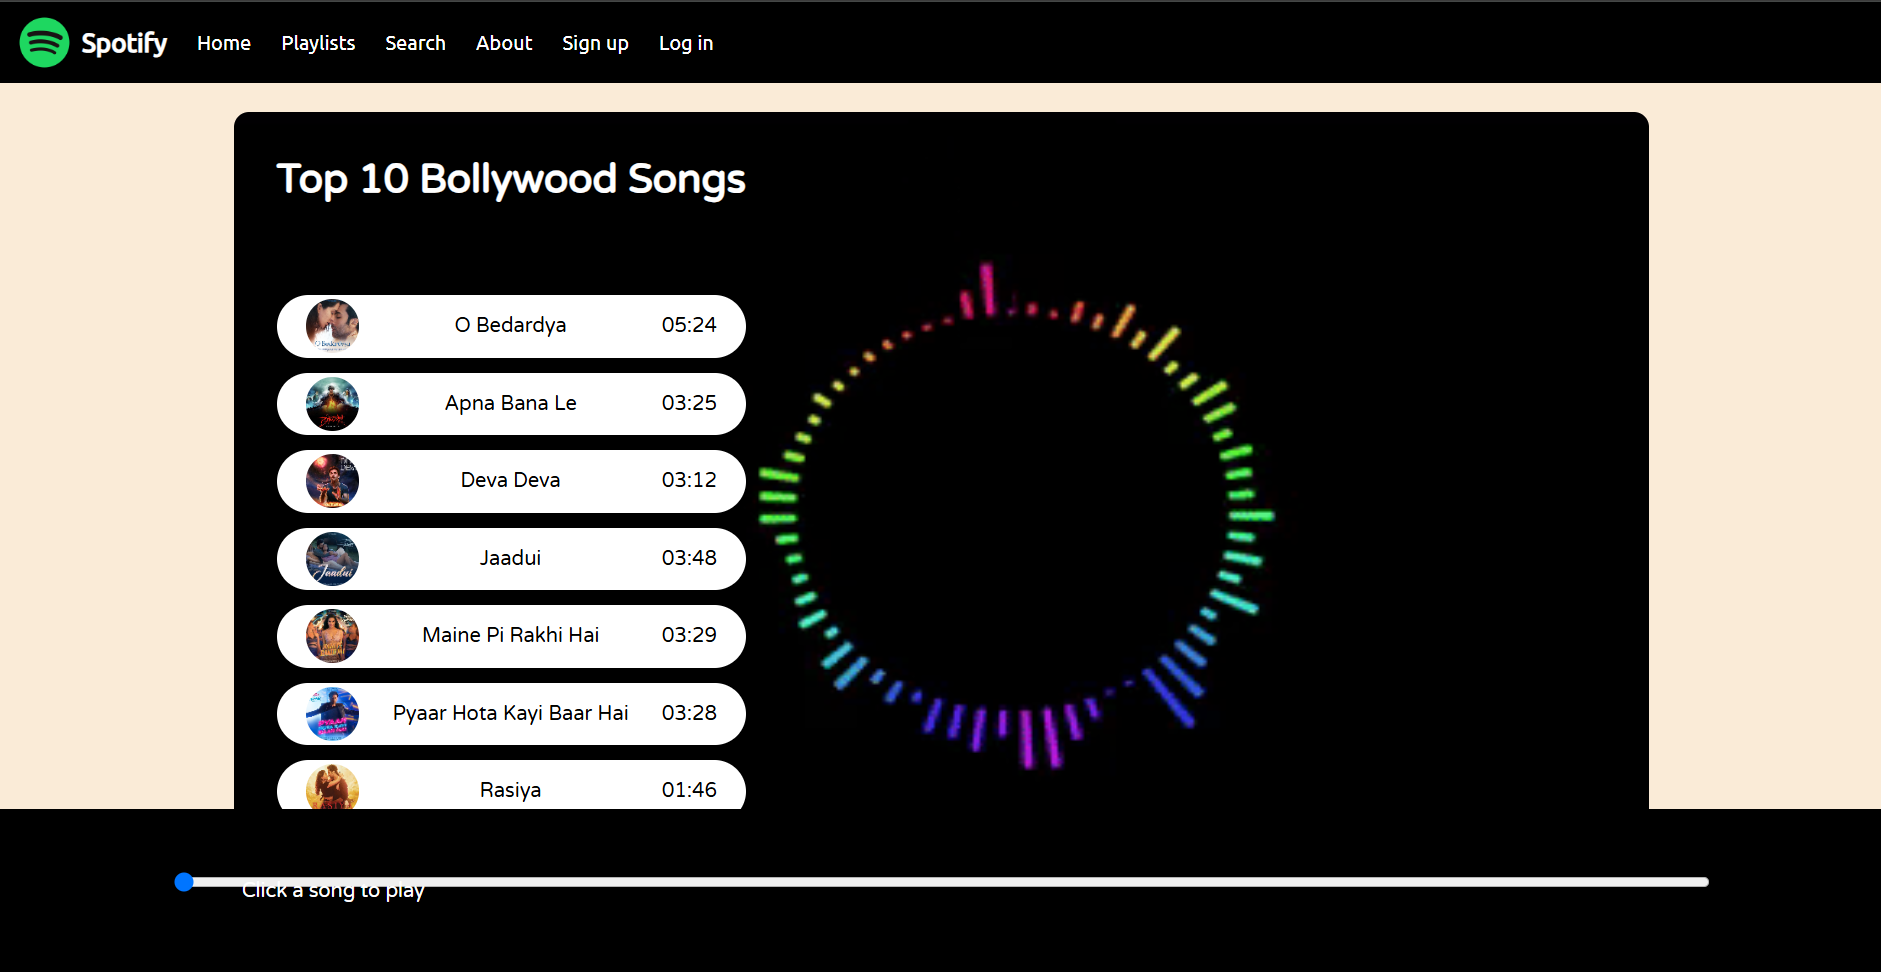 Spotify Home Playlists Search About Sign up Log in
Top 10 Bollywood Songs
O Bedardya 05:24
Apna Bana Le 03:25
Deva Deva 03:12
Jaadui 03:48
Maine Pi Rakhi Hai 03:29
Pyaar Hota Kayi Baar Hai 03:28
Rasiya 01:46
Click a song to play